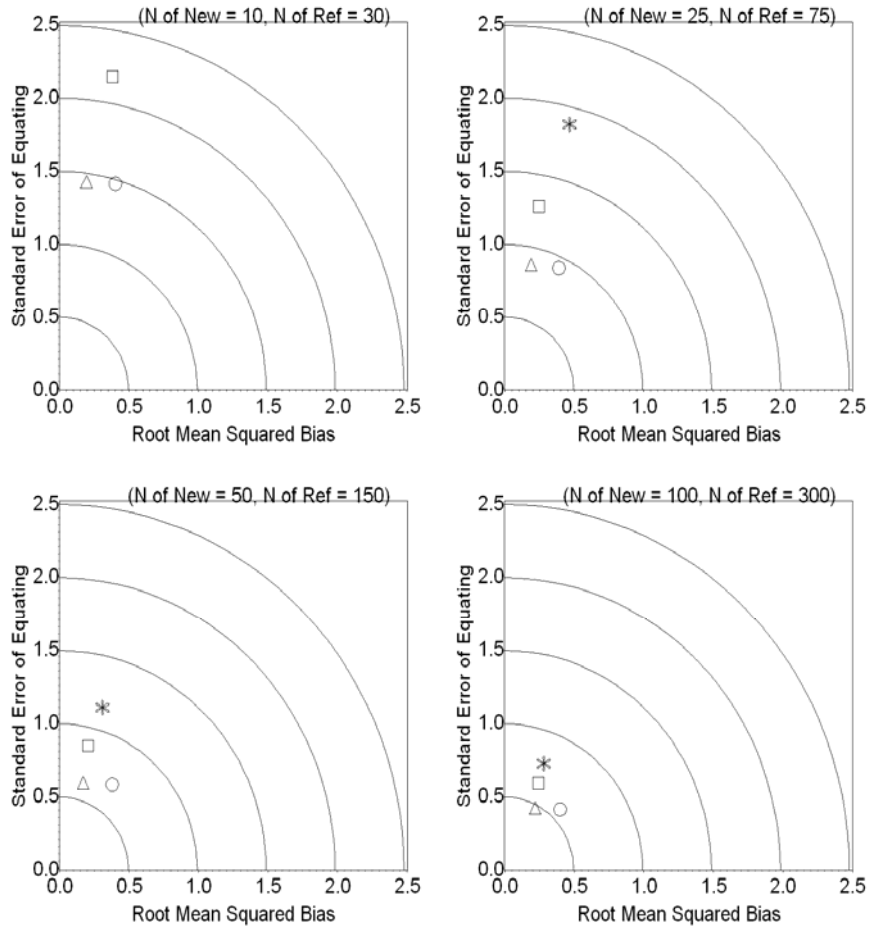 (N of New = 10, N of Ref = 30)
2.5
2.0
1.5
1.0
0.5
0.0
Standard Error of Equating
0.0 0.5 1.0 1.5 2.0 2.5
Root Mean Squared Bias
(N of New = 25, N of Ref = 75)
2.5
2.0
1.5
1.0
0.5
0.0
Standard Error of Equating
0.0 0.5 1.0 1.5 2.0 2.5
Root Mean Squared Bias
(N of New = 50, N of Ref = 150)
2.5
2.0
1.5
1.0
0.5
0.0
Standard Error of Equating
0.0 0.5 1.0 1.5 2.0 2.5
Root Mean Squared Bias
(N of New = 100, N of Ref = 300)
2.5
2.0
1.5
1.0
0.5
0.0
Standard Error of Equating
0.0 0.5 1.0 1.5 2.0 2.5
Root Mean Squared Bias